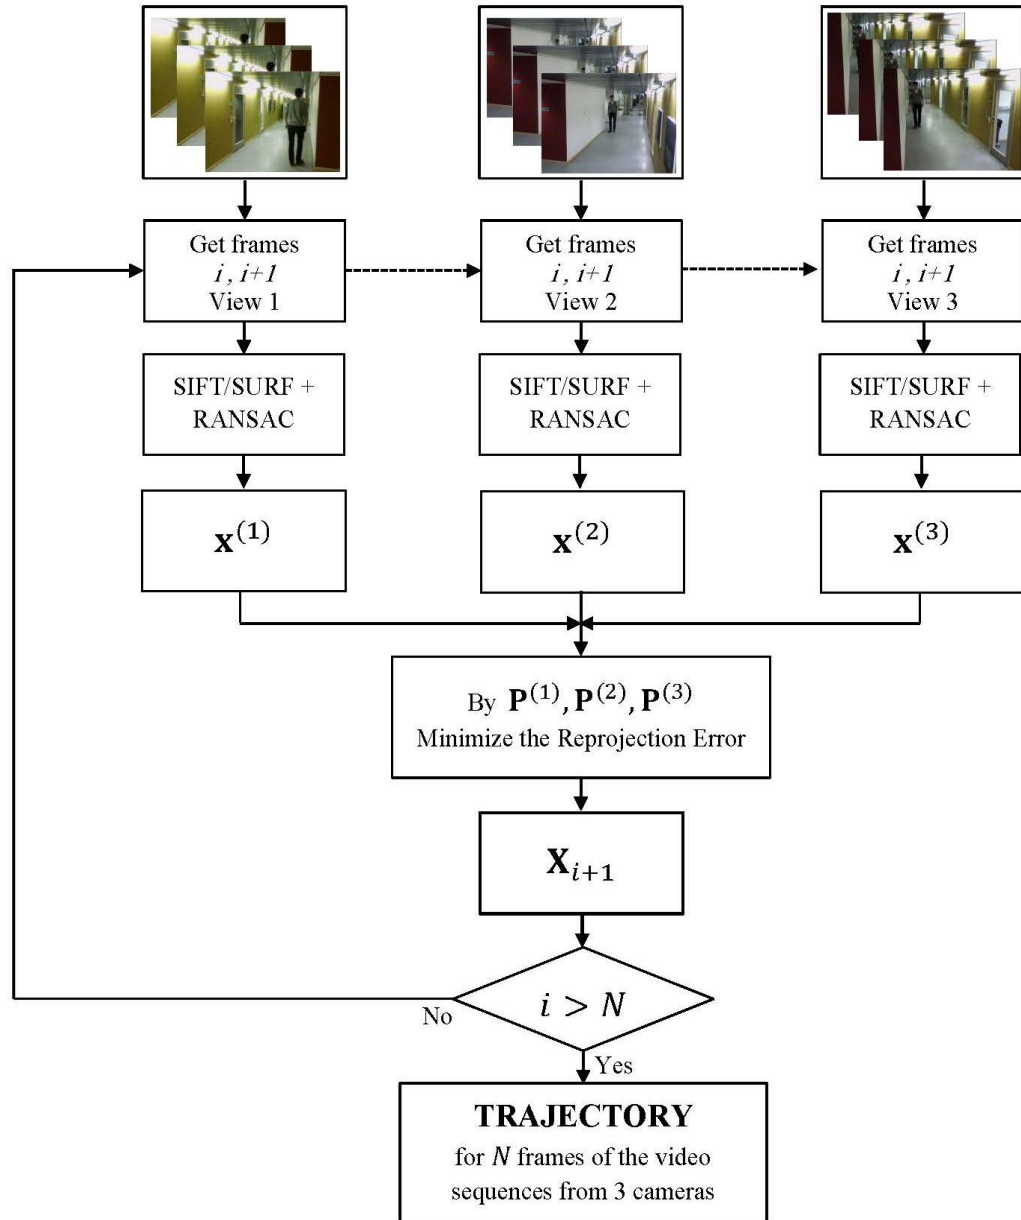 Get frames
i, i+1
View 1
Get frames
i, i+1
View 2
Get frames
i, i+1
View 3
SIFT/SURF +
RANSAC
SIFT/SURF +
RANSAC
SIFT/SURF +
RANSAC
x⁽¹⁾
x⁽²⁾
x⁽³⁾
By P⁽¹⁾, P⁽²⁾, P⁽³⁾
Minimize the Reprojection Error
Xᵢ₊₁
i > N
No
Yes
TRAJECTORY
for N frames of the video
sequences from 3 cameras